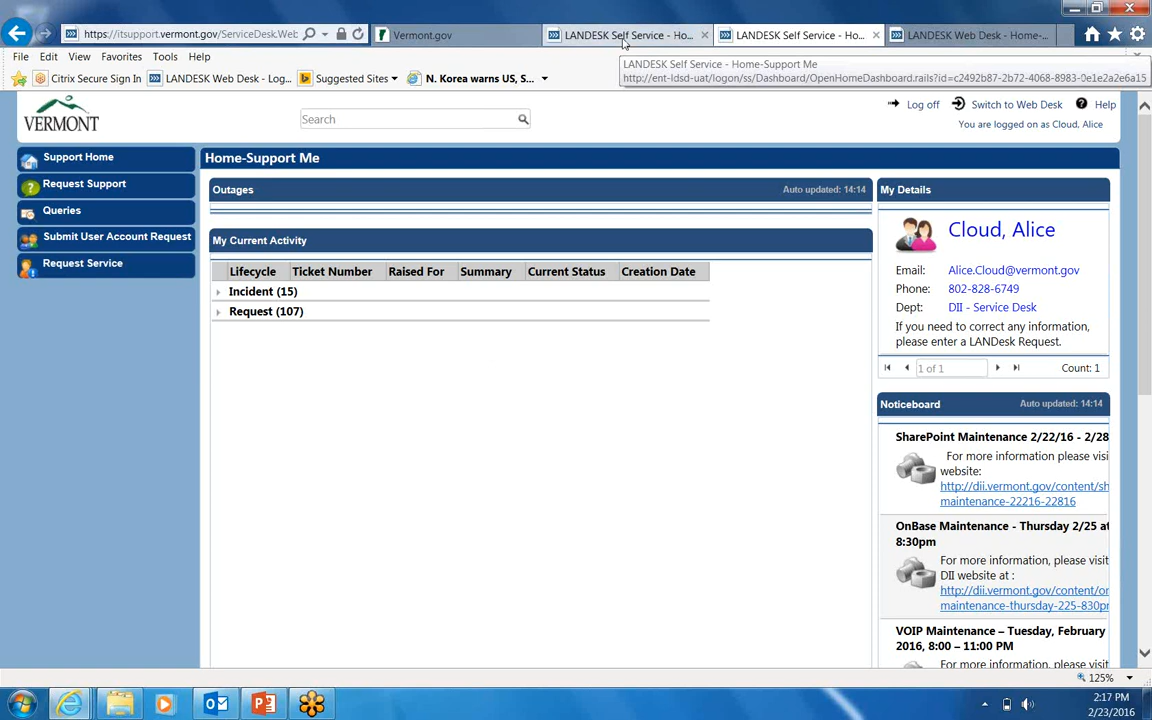 https://itsupport.vermont.gov/ServiceDesk.Web
Vermont.gov
LANDESK Self Service - Ho...
LANDESK Self Service - Ho...
LANDESK Web Desk - Home-...
File Edit View Favorites Tools Help
Citrix Secure Sign In
LANDESK Web Desk - Log...
Suggested Sites
N. Korea warns US, S...
LANDESK Self Service - Home-Support Me
http://ent-ldsd-uat/logon/ss/Dashboard/OpenHomeDashboard.rails?id=c2492b87-2b72-4068-8983-0e1e2a2e6a15
VERMONT
Search
Log off
Switch to Web Desk
Help
You are logged on as Cloud, Alice
Support Home
Request Support
Queries
Submit User Account Request
Request Service
Home-Support Me
Outages
Auto updated: 14:14
My Current Activity
Lifecycle Ticket Number Raised For Summary Current Status Creation Date
Incident (15)
Request (107)
My Details
Cloud, Alice
Email: Alice.Cloud@vermont.gov
Phone: 802-828-6749
Dept: DII - Service Desk
If you need to correct any information,
please enter a LANDesk Request.
1 of 1
Count: 1
Noticeboard
Auto updated: 14:14
SharePoint Maintenance 2/22/16 - 2/28
For more information please visi
website:
http://dii.vermont.gov/content/sh
maintenance-22216-22816
OnBase Maintenance - Thursday 2/25 at
8:30pm
For more information, please visit
DII website at :
http://dii.vermont.gov/content/or
maintenance-thursday-225-830pr
VOIP Maintenance – Tuesday, February
2016, 8:00 – 11:00 PM
For more information, please visit
125%
2:17 PM
2/23/2016